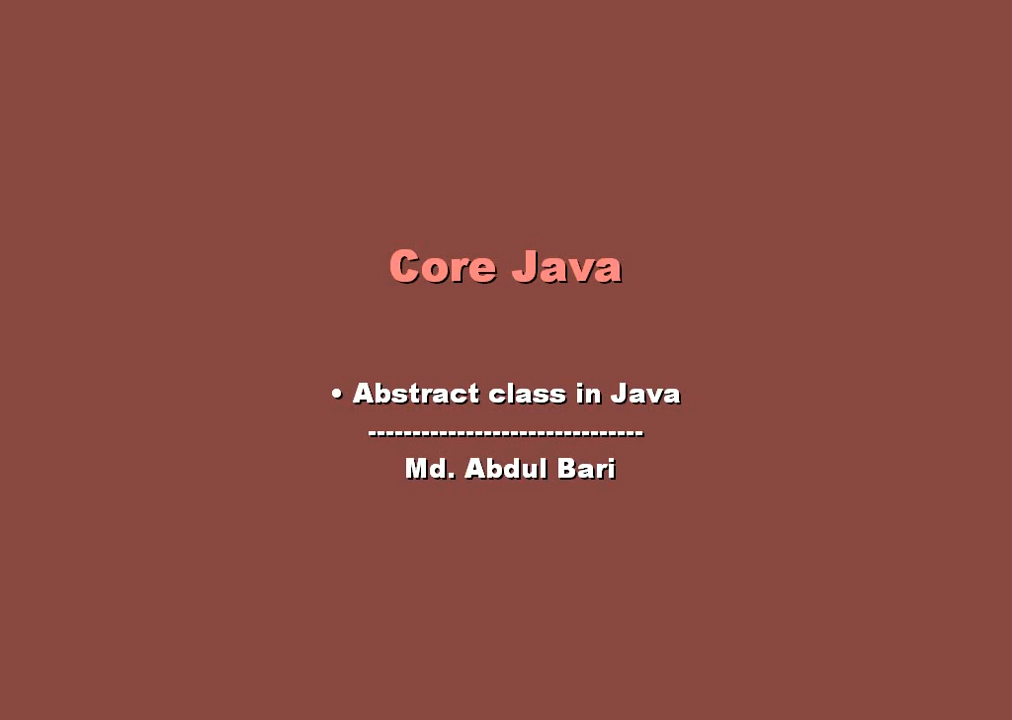 Core Java
• Abstract class in Java
-------------------------------
Md. Abdul Bari